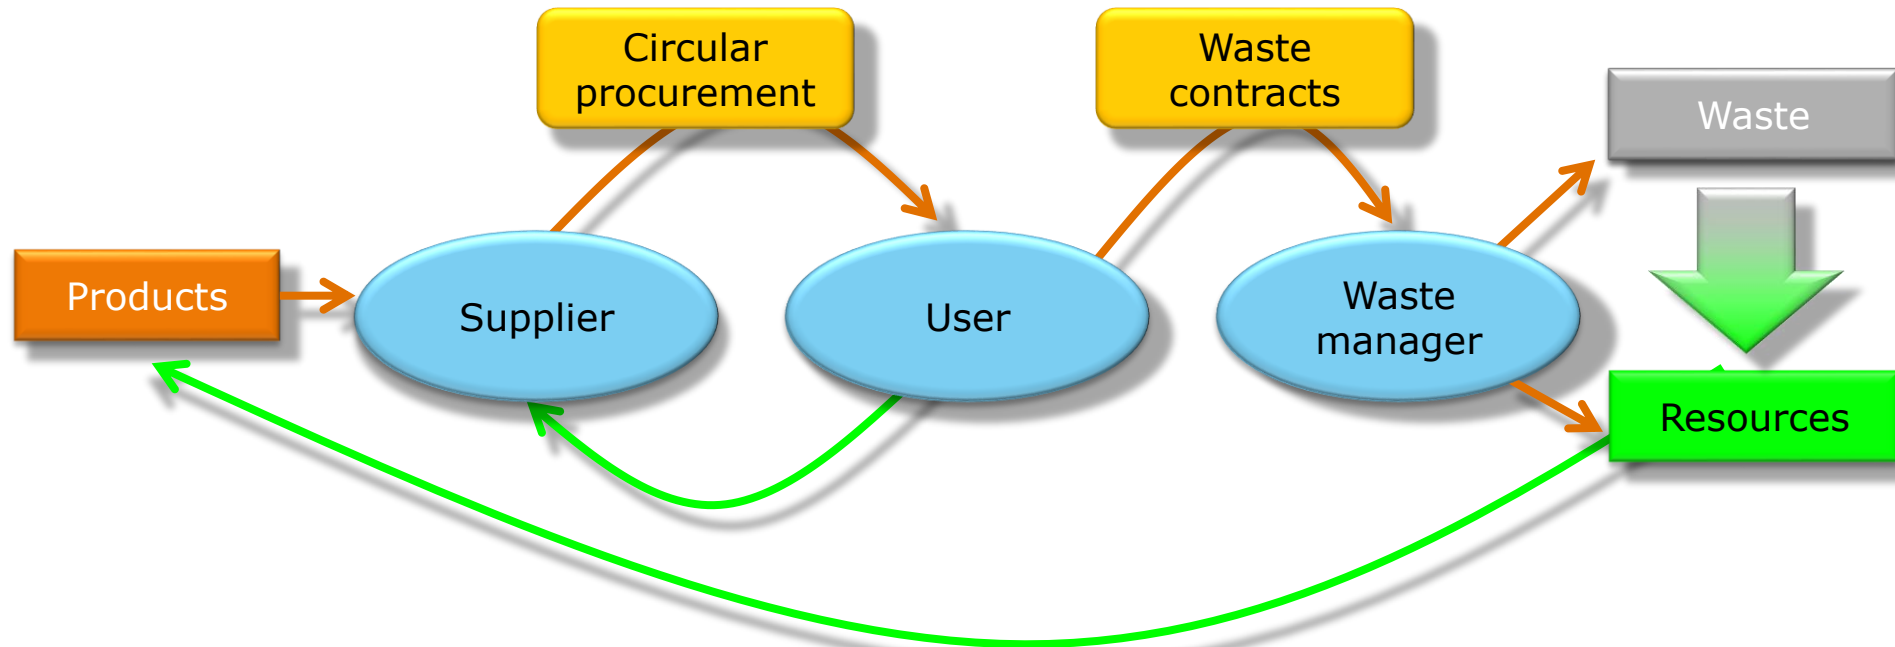 Circular
procurement
Waste
contracts
Waste
Products
Supplier
User
Waste
manager
Resources